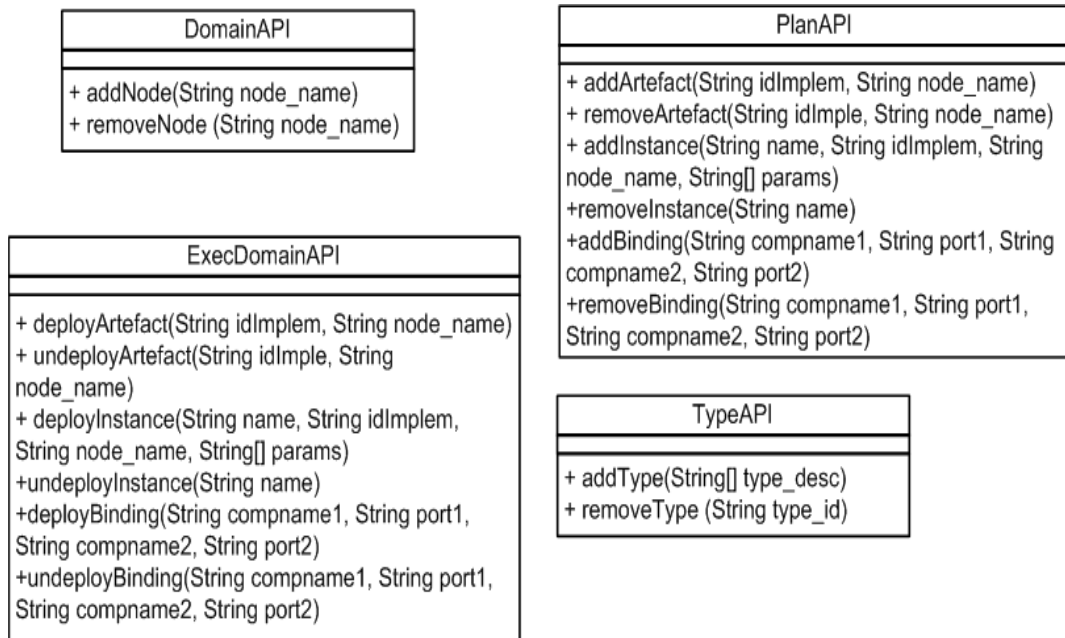 DomainAPI
+ addNode(String node_name)
+ removeNode (String node_name)
PlanAPI
+ addArtefact(String idImplem, String node_name)
+ removeArtefact(String idImple, String node_name)
+ addInstance(String name, String idImplem, String
node_name, String[] params)
+removeInstance(String name)
+addBinding(String compname1, String port1, String
compname2, String port2)
+removeBinding(String compname1, String port1,
String compname2, String port2)
ExecDomainAPI
+ deployArtefact(String idImplem, String node_name)
+ undeployArtefact(String idImple, String
node_name)
+ deployInstance(String name, String idImplem,
String node_name, String[] params)
+undeployInstance(String name)
+deployBinding(String compname1, String port1,
String compname2, String port2)
+undeployBinding(String compname1, String port1,
String compname2, String port2)
TypeAPI
+ addType(String[] type_desc)
+ removeType (String type_id)